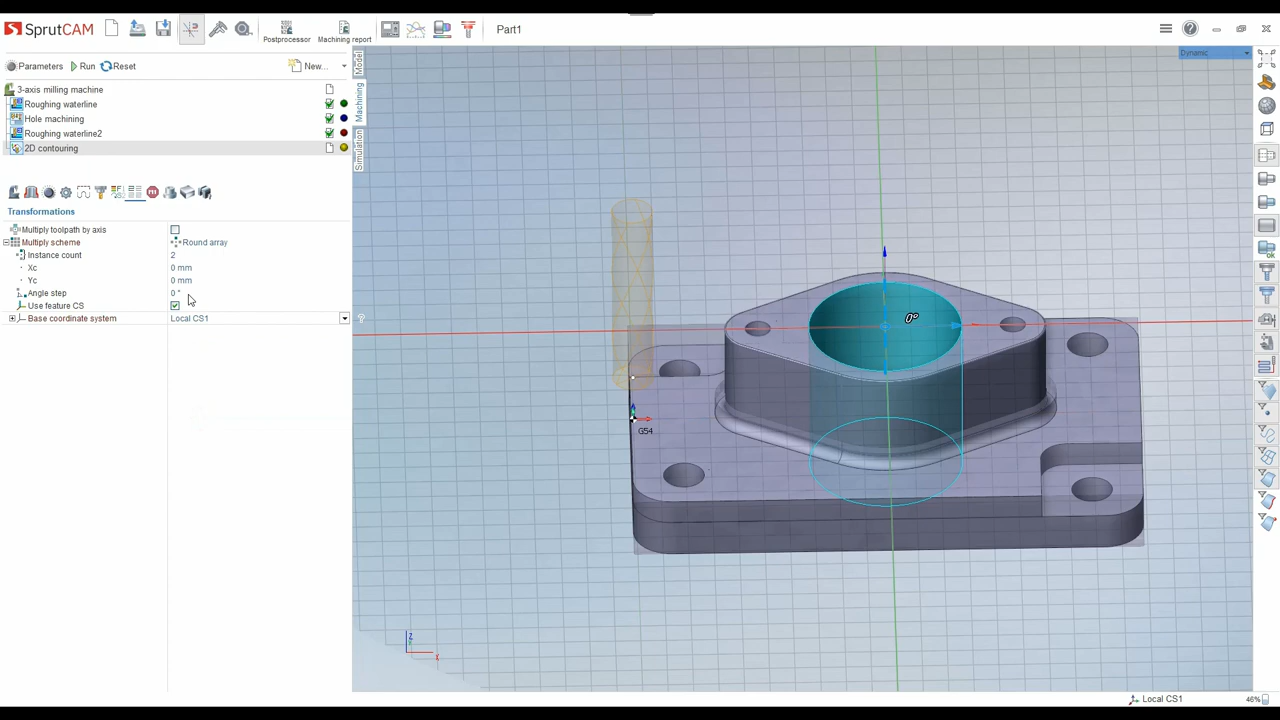 SprutCAM
Postprocessor
Machining report
Part1
Parameters
Run
Reset
New...
3-axis milling machine
Roughing waterline
Hole machining
Roughing waterline2
2D contouring
Model
Machining
Simulation
Dynamic
Transformations
Multiply toolpath by axis
Multiply scheme Round array
Instance count 2
Xc 0 mm
Yc 0 mm
Angle step 0 °
Use feature CS
Base coordinate system Local CS1
0°
G54
Z
X
Local CS1
46%